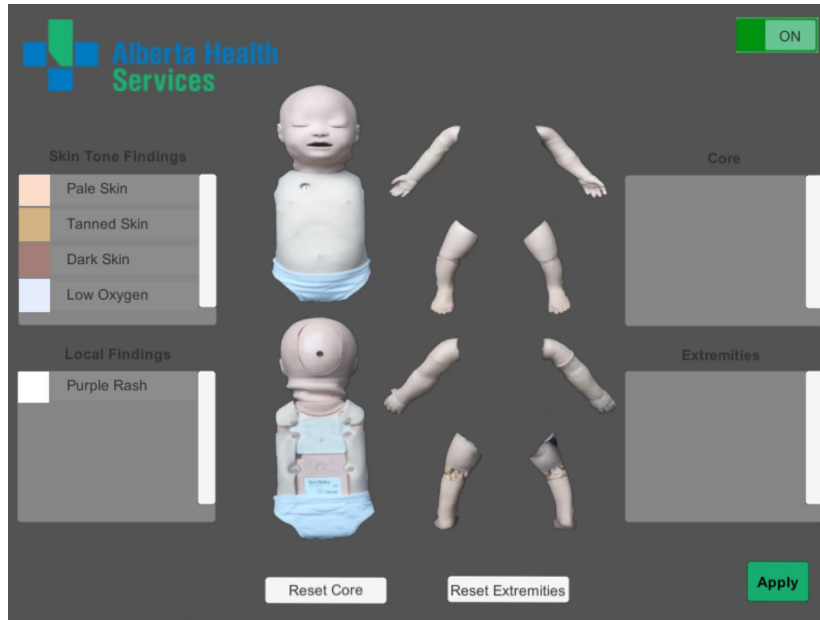 Alberta Health
Services
ON
Skin Tone Findings
Pale Skin
Tanned Skin
Dark Skin
Low Oxygen
Core
Local Findings
Purple Rash
Extremities
Reset Core
Reset Extremities
Apply